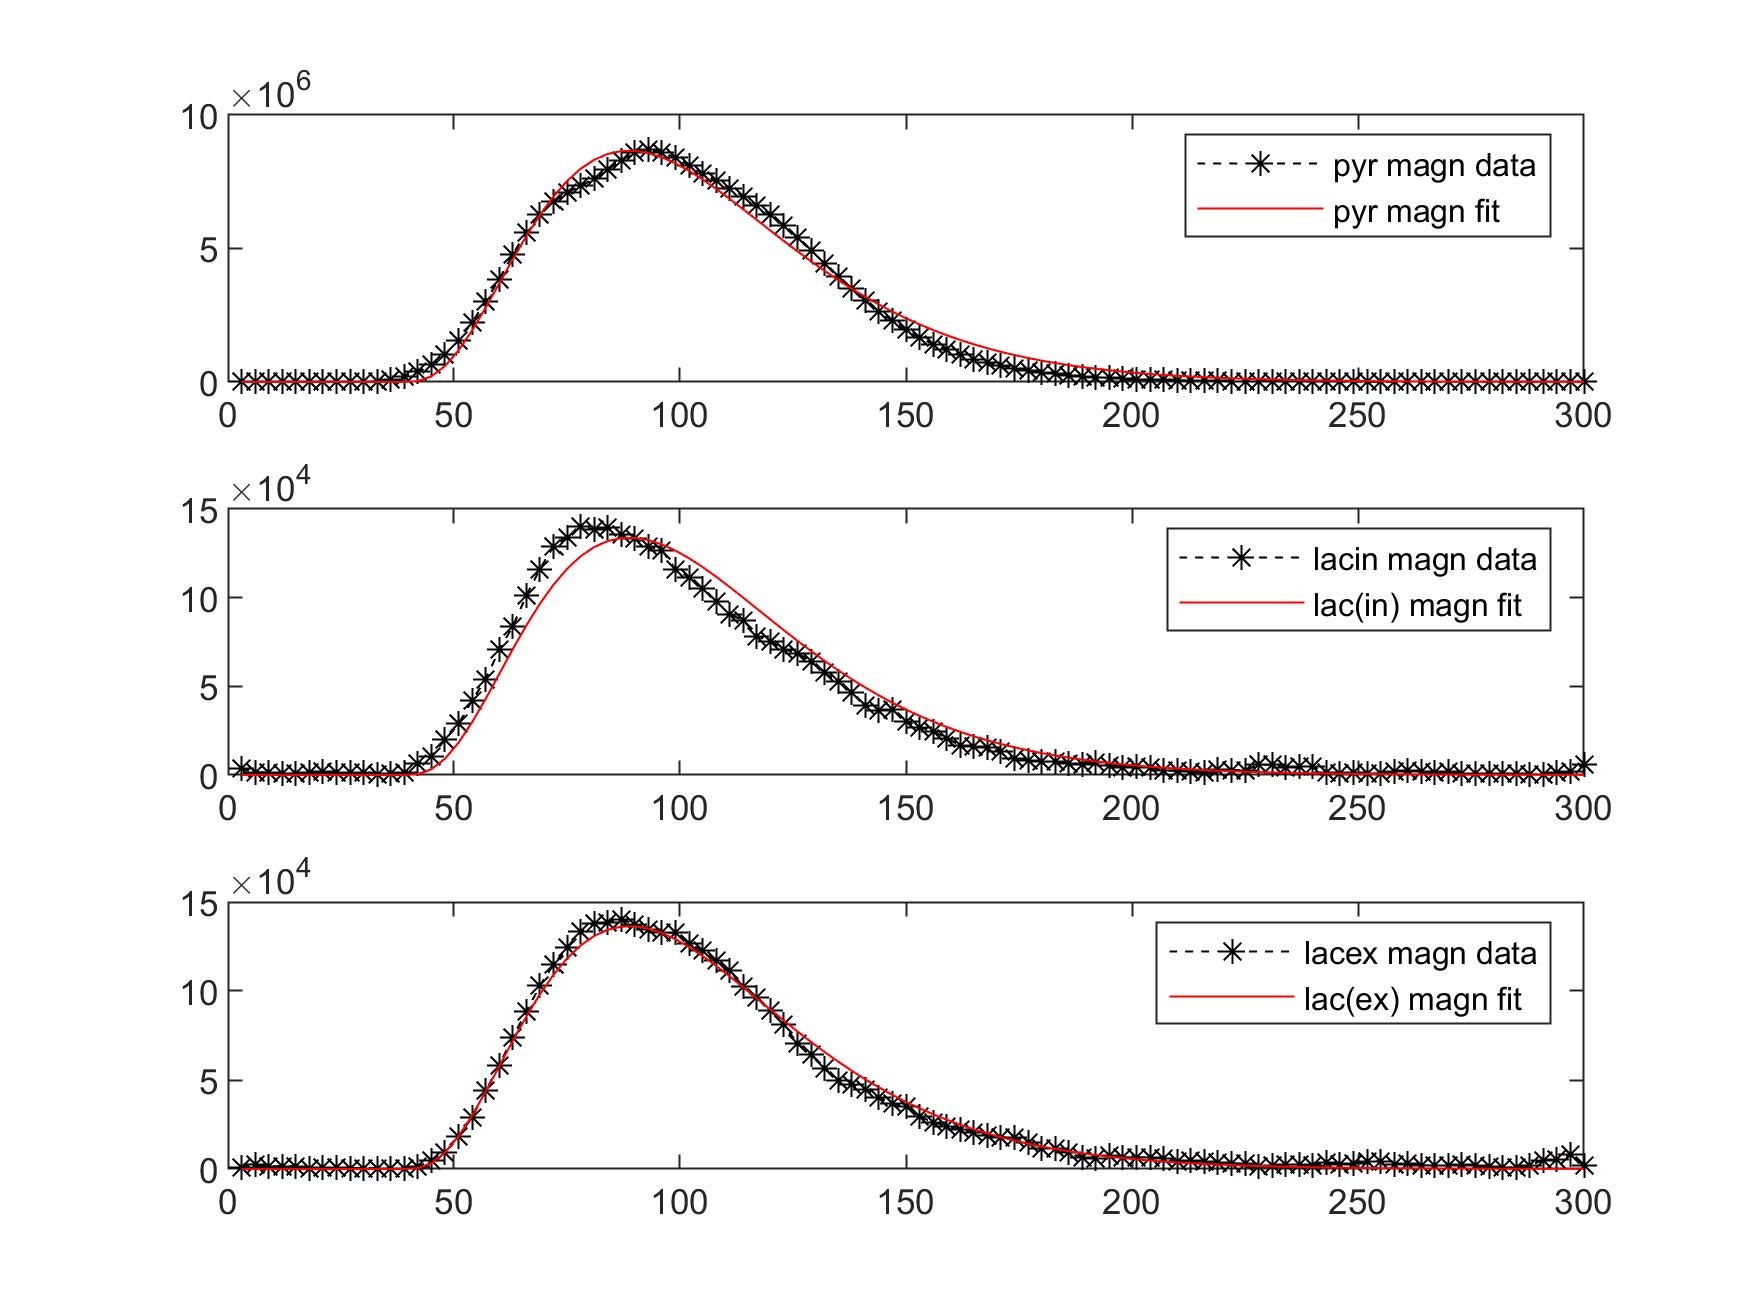 ×10^6
10
5
0
pyr magn data
pyr magn fit
0 50 100 150 200 250 300
×10^4
15
10
5
0
lacin magn data
lac(in) magn fit
0 50 100 150 200 250 300
×10^4
15
10
5
0
lacex magn data
lac(ex) magn fit
0 50 100 150 200 250 300